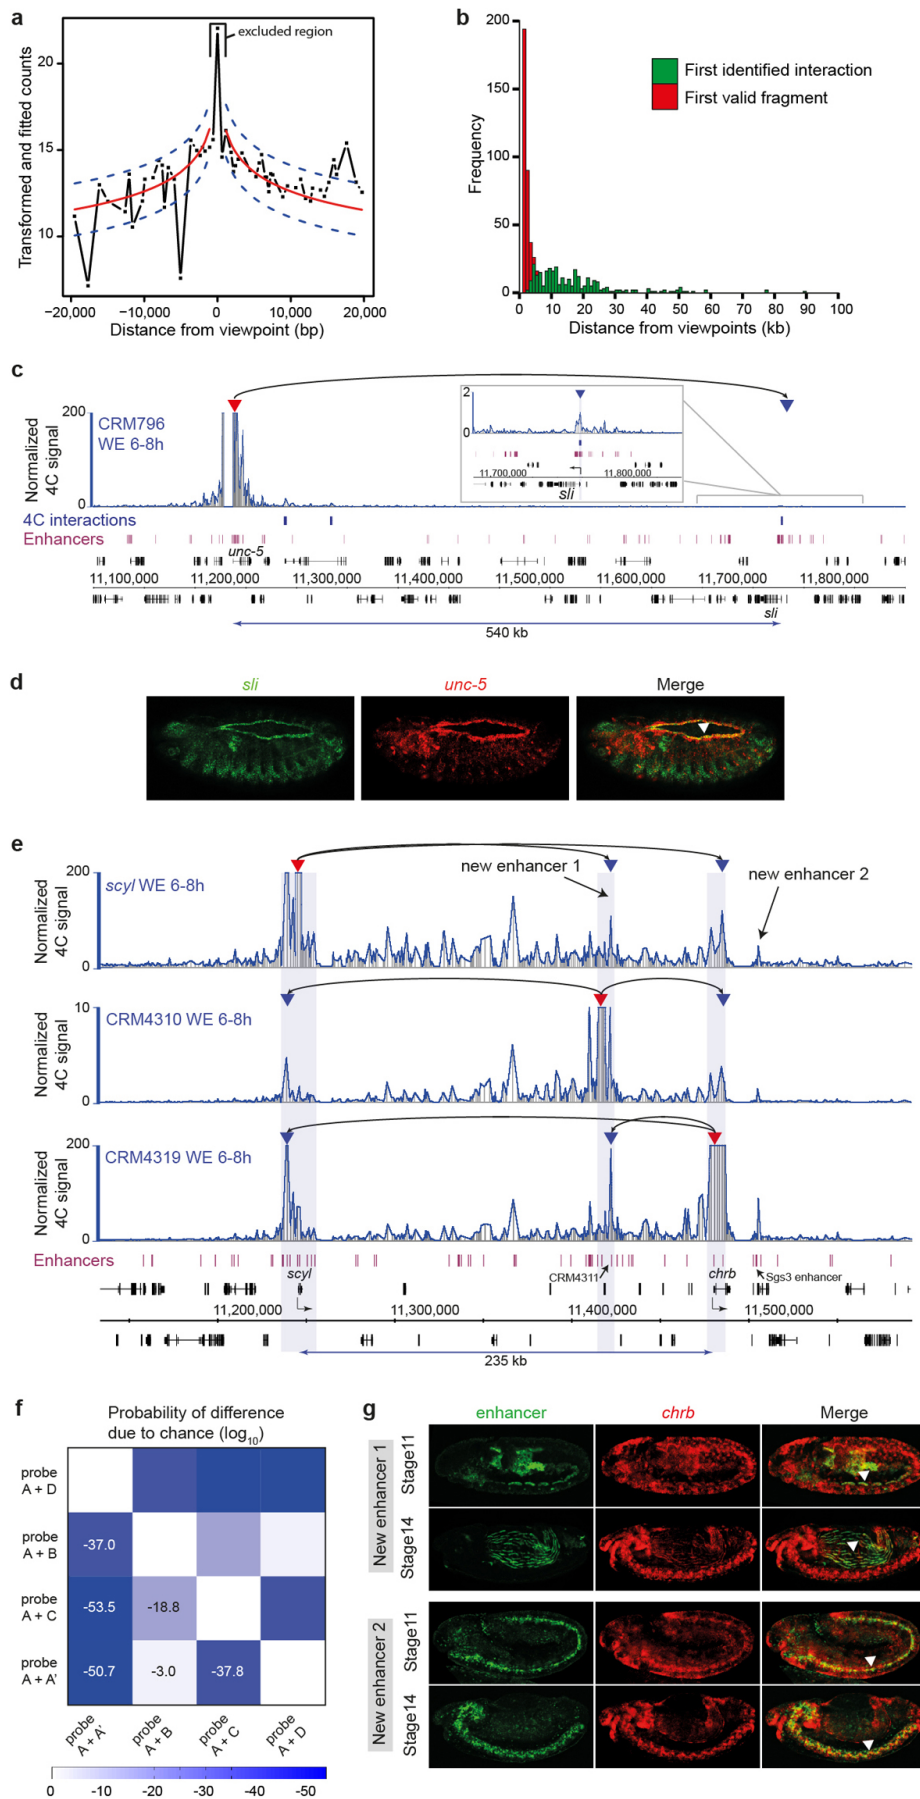 a
Transformed and fitted counts
20
15
10
excluded region
−20,000
−10,000
0
10,000
20,000
Distance from viewpoint (bp)
b
Frequency
200
150
100
50
0
First identified interaction
First valid fragment
0 10 20 30 40 50 60 70 80 90 100
Distance from viewpoints (kb)
c
Normalized
4C signal
200
0
CRM796
WE 6-8h
2
0
11,700,000
11,800,000
sli
4C interactions
Enhancers
unc-5
11,100,000
11,200,000
11,300,000
11,400,000
11,500,000
11,600,000
11,700,000
11,800,000
sli
540 kb
d
sli
unc-5
Merge
e
Normalized
4C signal
200
0
scyl WE 6-8h
new enhancer 1
new enhancer 2
Normalized
4C signal
10
0
CRM4310 WE 6-8h
Normalized
4C signal
200
0
CRM4319 WE 6-8h
Enhancers
scyl
CRM4311
chrb
Sgs3 enhancer
11,200,000
11,300,000
11,400,000
11,500,000
235 kb
f
Probability of difference
due to chance (log10)
probe
A + D
probe
A + B
-37.0
probe
A + C
-53.5
-18.8
probe
A + A'
-50.7
-3.0
-37.8
probe
A + A'
probe
A + B
probe
A + C
probe
A + D
0
-10
-20
-30
-40
-50
g
enhancer
chrb
Merge
New enhancer 1
Stage11
Stage14
New enhancer 2
Stage11
Stage14